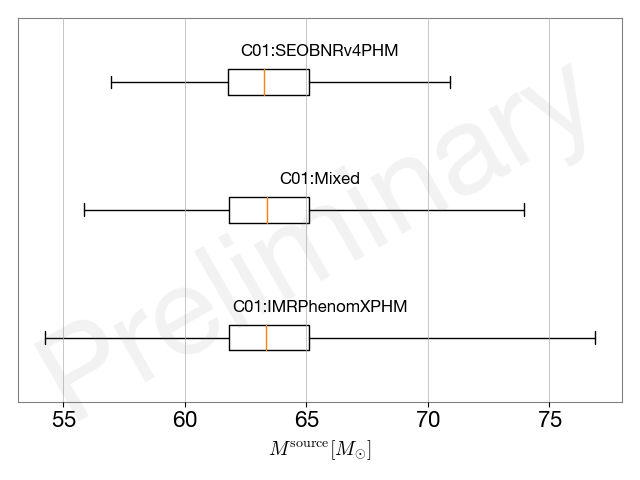 C01:SEOBNRv4PHM
C01:Mixed
C01:IMRPhenomXPHM
Preliminary
55 60 65 70 75
M^source [M_⊙]